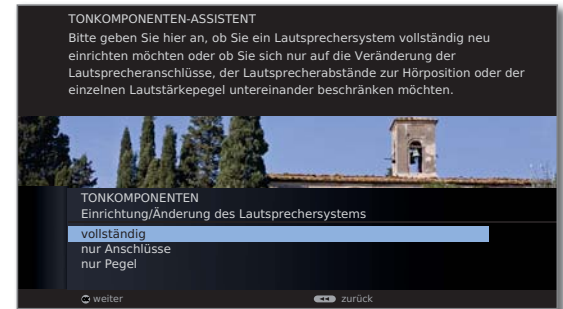 TONKOMPONENTEN-ASSISTENT
Bitte geben Sie hier an, ob Sie ein Lautsprechersystem vollständig neu
einrichten möchten oder ob Sie sich nur auf die Veränderung der
Lautsprecheranschlüsse, der Lautsprecherabstände zur Hörposition oder der
einzelnen Lautstärkepegel untereinander beschränken möchten.
TONKOMPONENTEN
Einrichtung/Änderung des Lautsprechersystems
vollständig
nur Anschlüsse
nur Pegel
OK weiter
zurück